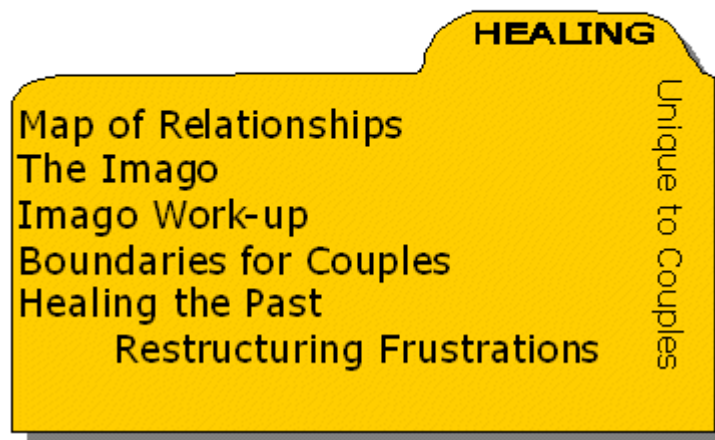 HEALING
Map of Relationships
The Imago
Imago Work-up
Boundaries for Couples
Healing the Past
Restructuring Frustrations
Unique to Couples